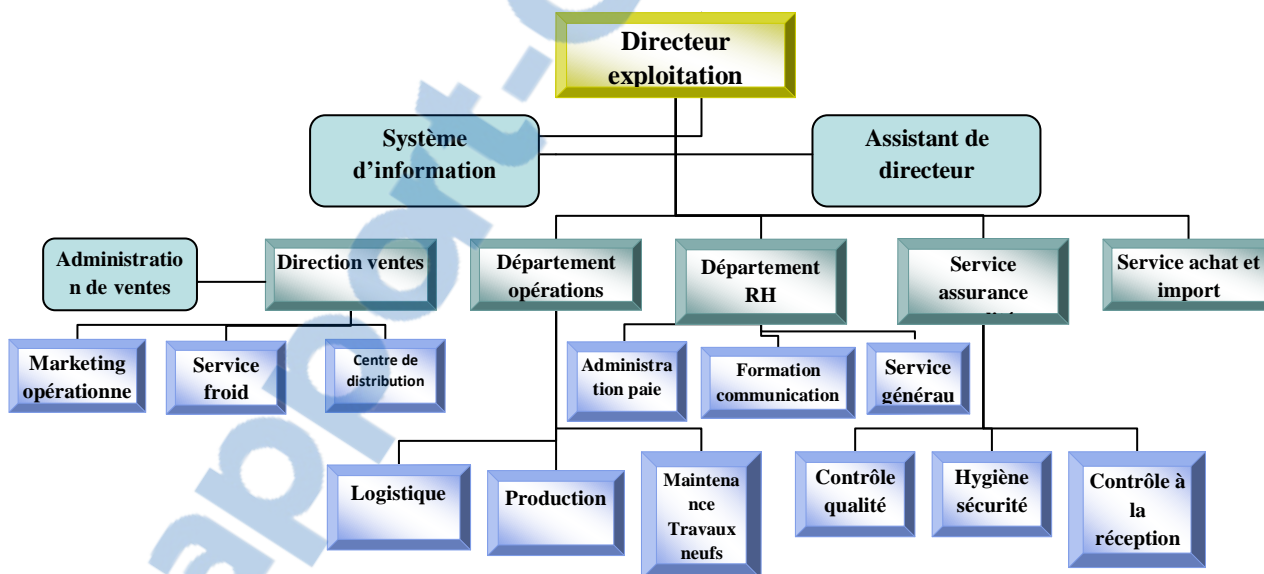 Directeur
exploitation
Système
d'information
Assistant de
directeur
Administratio
n de ventes
Direction ventes
Département
opérations
Département
RH
Service
assurance
Service achat et
import
Marketing
opérationne
Service
froid
Centre de
distribution
Administra
tion paie
Formation
communication
Service
générau
Logistique
Production
Maintena
nce
Travaux
neufs
Contrôle
qualité
Hygiène
sécurité
Contrôle à
la
réception